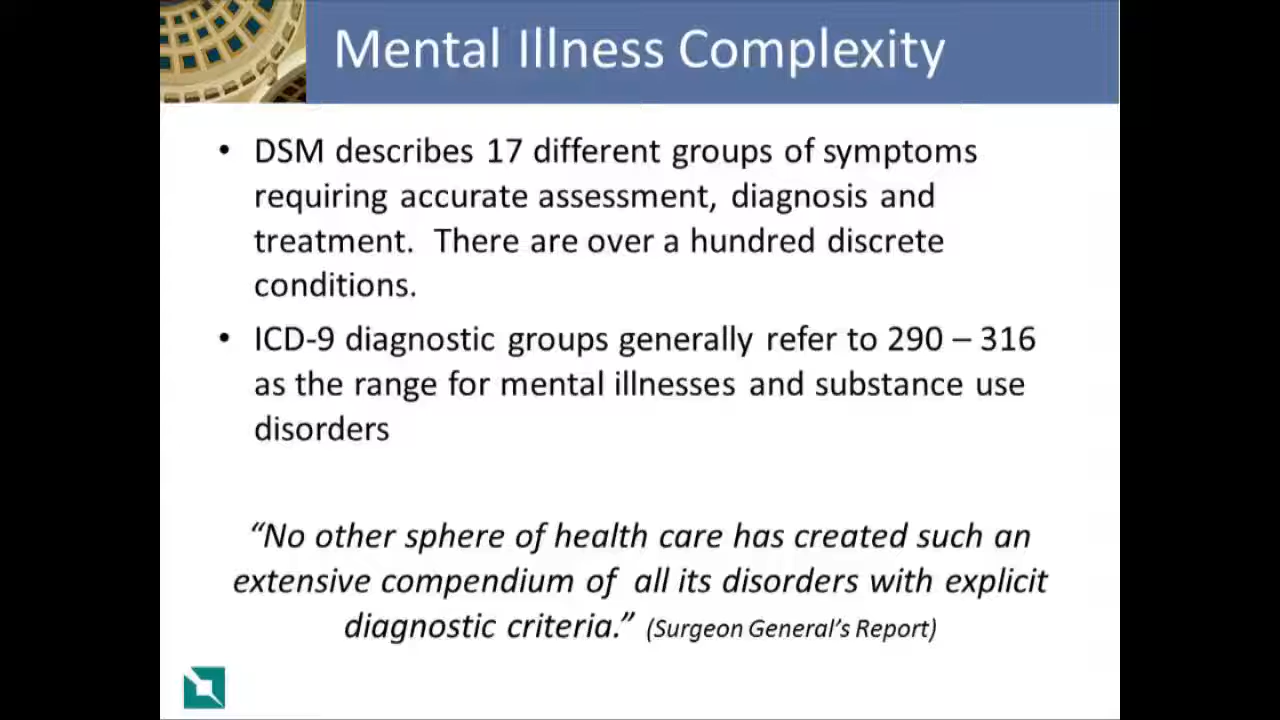 Mental Illness Complexity
• DSM describes 17 different groups of symptoms
requiring accurate assessment, diagnosis and
treatment.  There are over a hundred discrete
conditions.
• ICD-9 diagnostic groups generally refer to 290 – 316
as the range for mental illnesses and substance use
disorders
“No other sphere of health care has created such an
extensive compendium of  all its disorders with explicit
diagnostic criteria.” (Surgeon General’s Report)